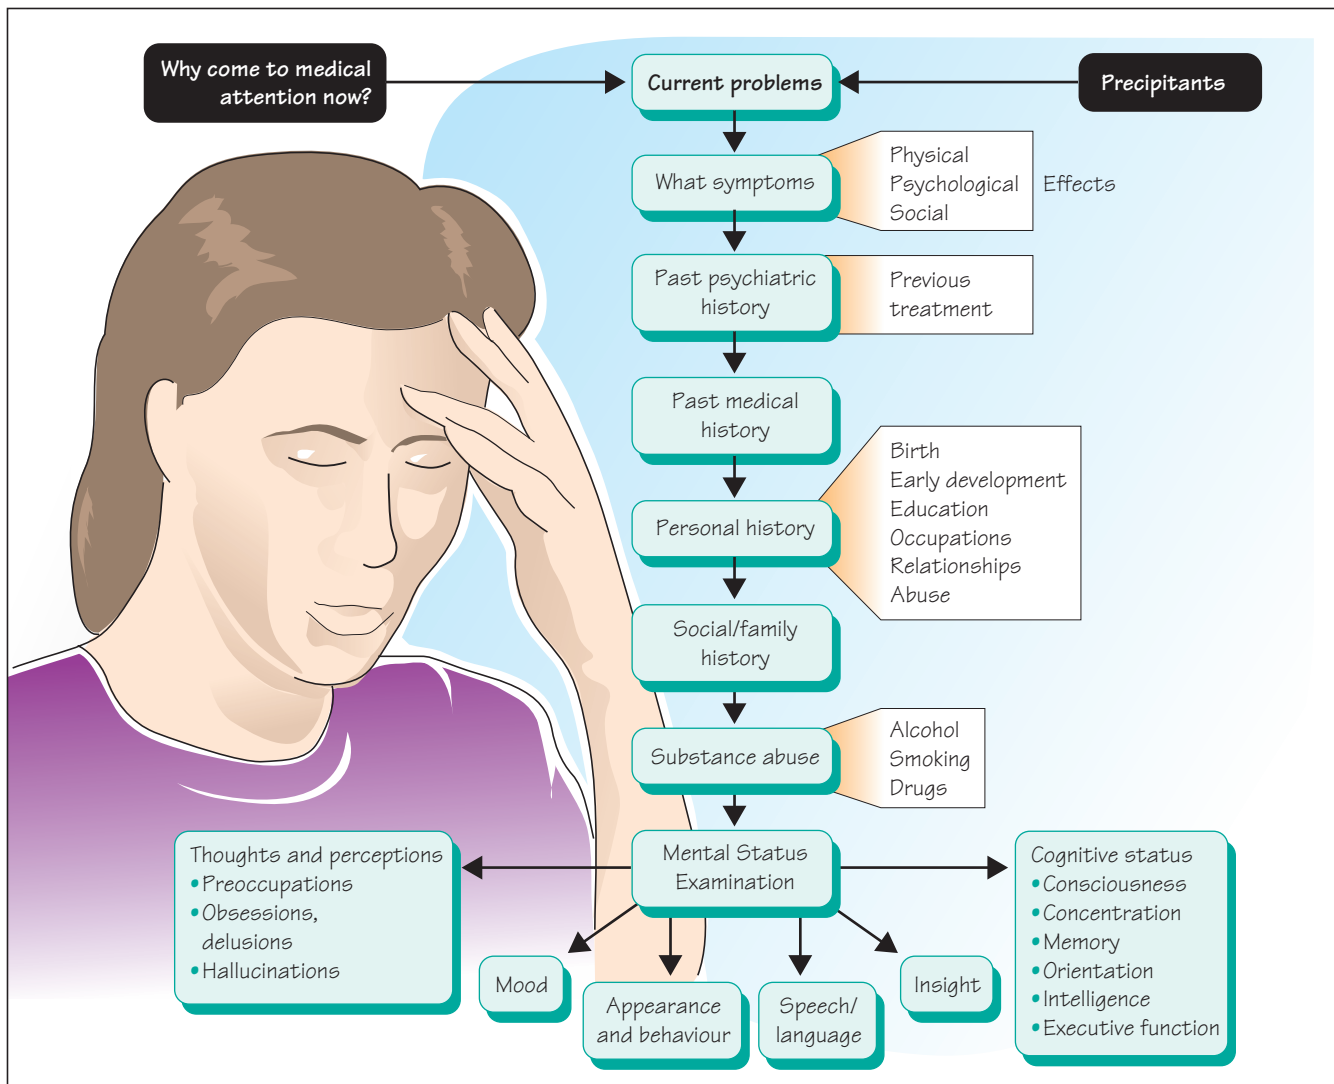 Why come to medical
attention now?
Current problems
Precipitants
What symptoms
Physical
Psychological
Social
Effects
Past psychiatric
history
Previous
treatment
Past medical
history
Personal history
Birth
Early development
Education
Occupations
Relationships
Abuse
Social/family
history
Substance abuse
Alcohol
Smoking
Drugs
Mental Status
Examination
Thoughts and perceptions
• Preoccupations
• Obsessions,
delusions
• Hallucinations
Mood
Appearance
and behaviour
Speech/
language
Insight
Cognitive status
• Consciousness
• Concentration
• Memory
• Orientation
• Intelligence
• Executive function